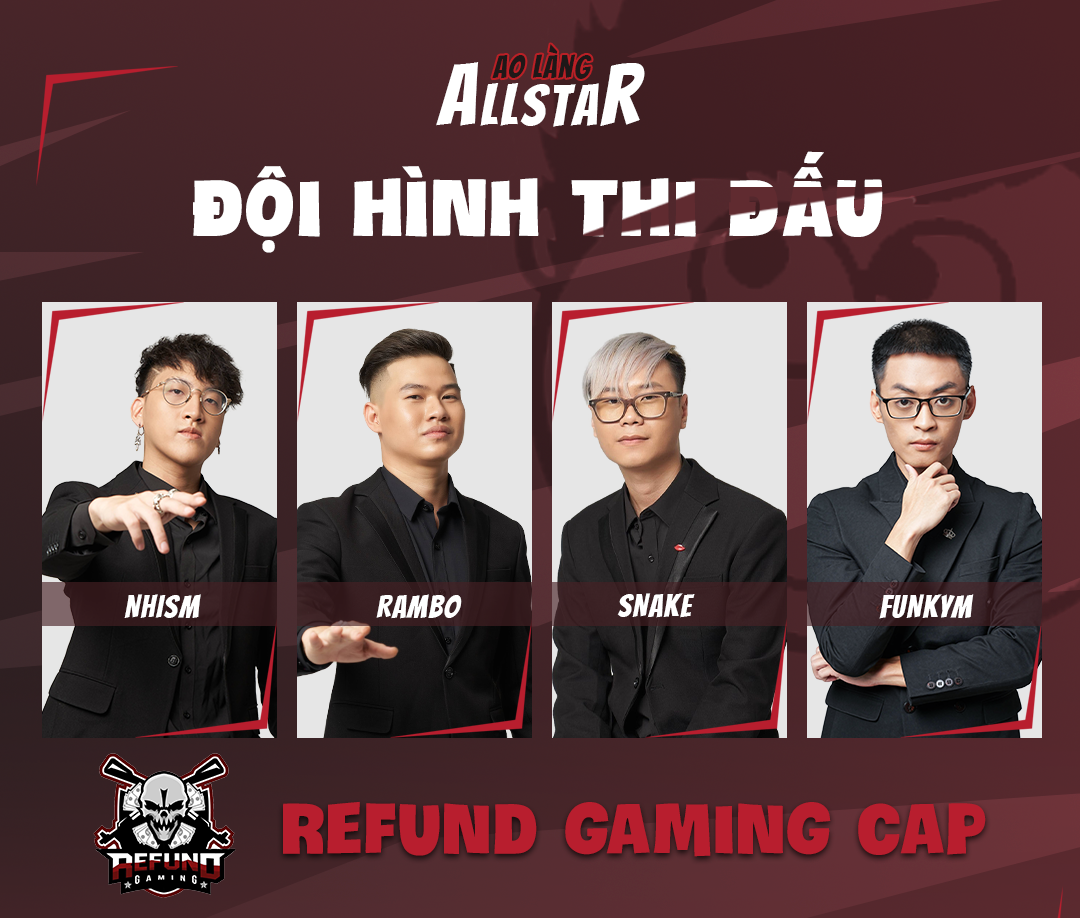 AO LÀNG
ALLSTAR
ĐỘI HÌNH THI ĐẤU
NHISM
RAMBO
SNAKE
FUNKYM
REFUND
GAMING
REFUND GAMING CAP